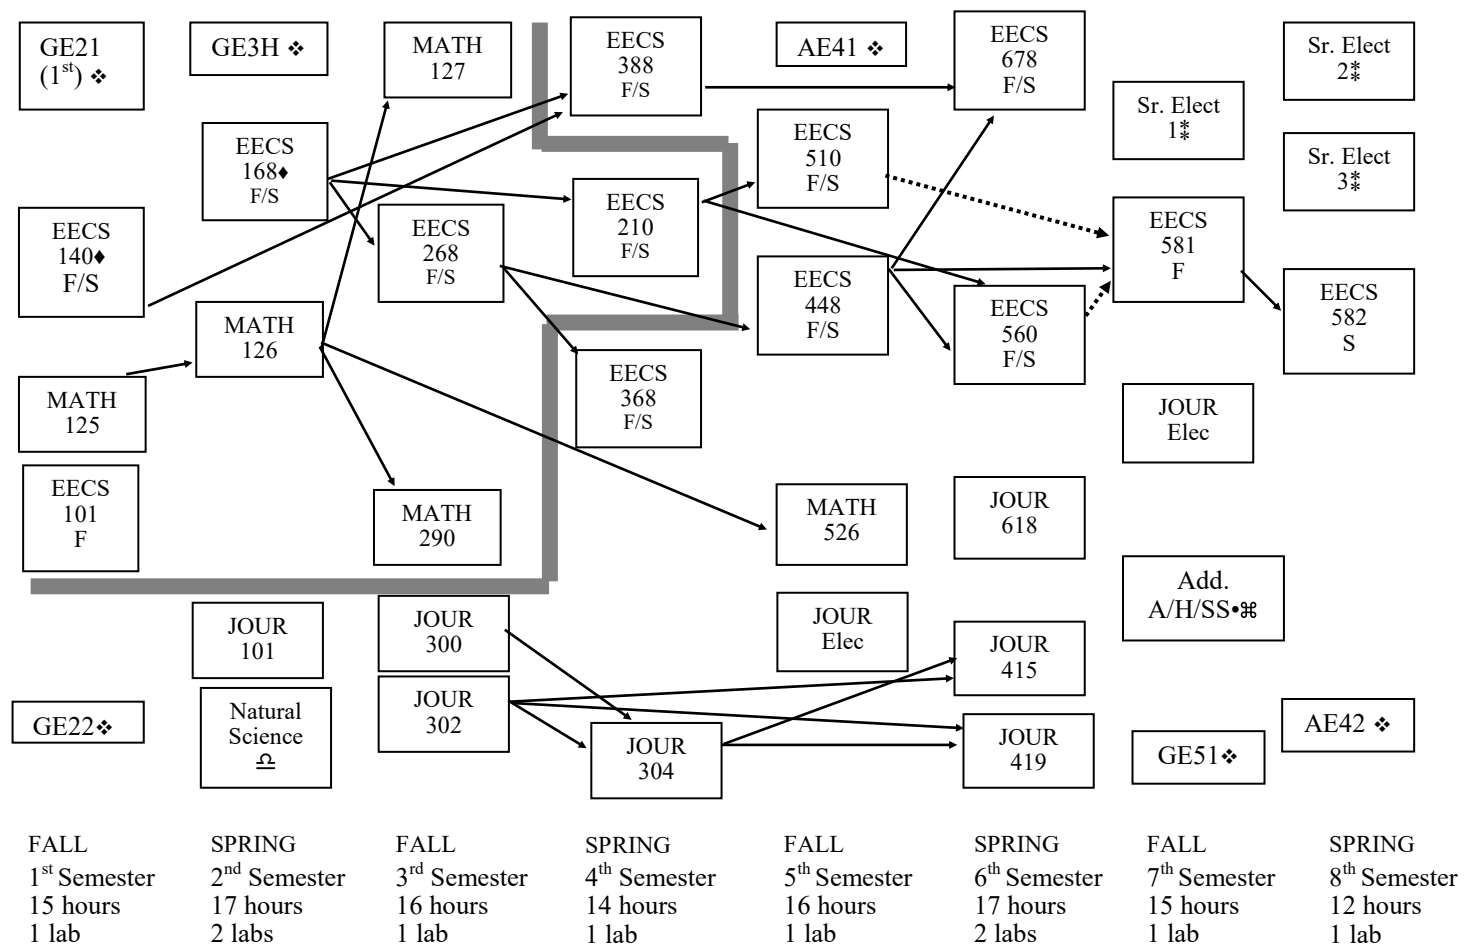 GE21
(1st) ❖
GE22❖
EECS
140♦
F/S
MATH
125
EECS
101
F
GE3H ❖
EECS
168♦
F/S
MATH
126
JOUR
101
Natural
Science
♎
MATH
127
EECS
268
F/S
MATH
290
JOUR
300
JOUR
302
EECS
388
F/S
EECS
210
F/S
EECS
368
F/S
JOUR
304
AE41 ❖
EECS
510
F/S
EECS
448
F/S
MATH
526
JOUR
Elec
EECS
678
F/S
EECS
560
F/S
JOUR
618
JOUR
415
JOUR
419
Sr. Elect
1⁑
EECS
581
F
JOUR
Elec
Add.
A/H/SS•⌘
GE51❖
Sr. Elect
2⁑
Sr. Elect
3⁑
EECS
582
S
AE42 ❖
FALL
1st Semester
15 hours
1 lab
SPRING
2nd Semester
17 hours
2 labs
FALL
3rd Semester
16 hours
1 lab
SPRING
4th Semester
14 hours
1 lab
FALL
5th Semester
16 hours
1 lab
SPRING
6th Semester
17 hours
2 labs
FALL
7th Semester
15 hours
1 lab
SPRING
8th Semester
12 hours
1 lab